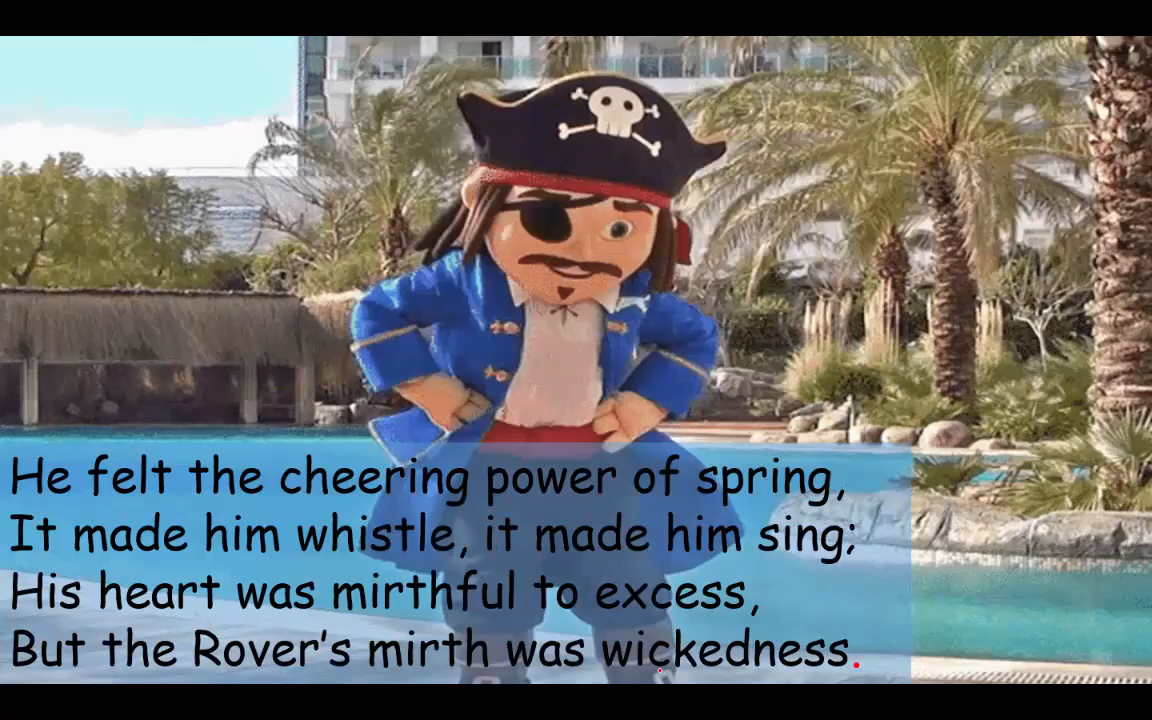 He felt the cheering power of spring,
It made him whistle, it made him sing;
His heart was mirthful to excess,
But the Rover’s mirth was wickedness.